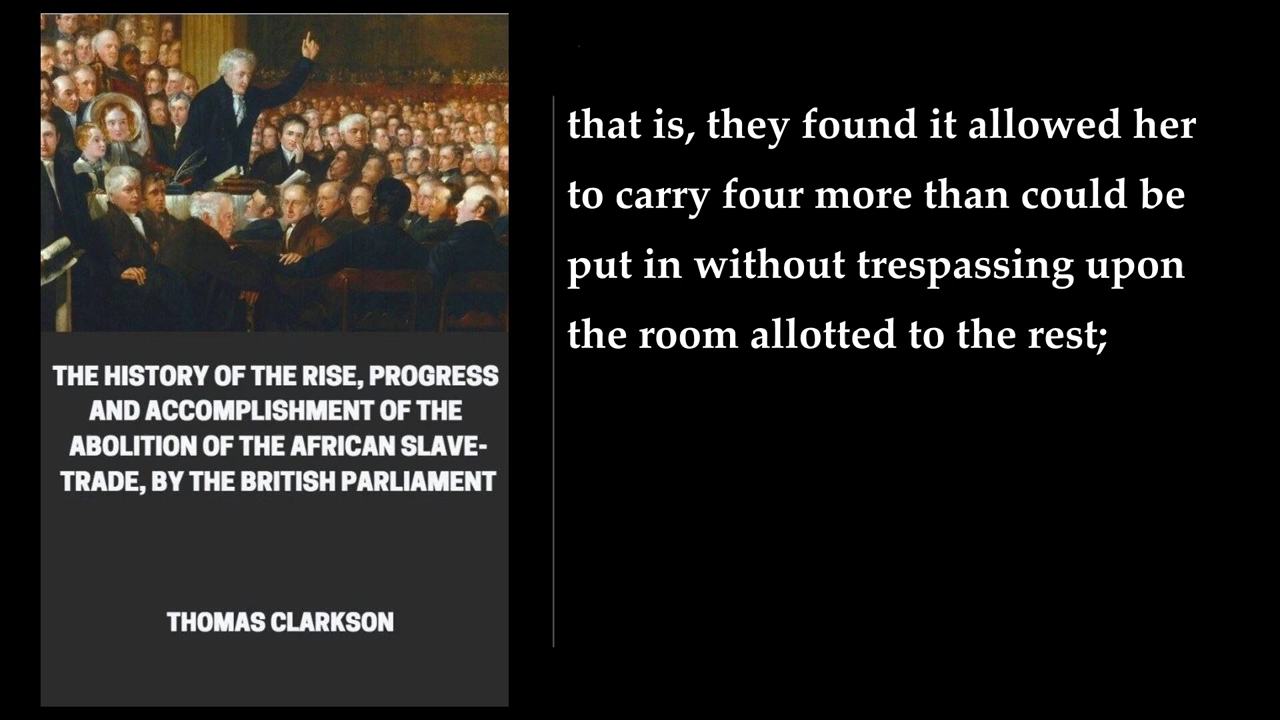 THE HISTORY OF THE RISE, PROGRESS
AND ACCOMPLISHMENT OF THE
ABOLITION OF THE AFRICAN SLAVE-
TRADE, BY THE BRITISH PARLIAMENT
THOMAS CLARKSON
that is, they found it allowed her
to carry four more than could be
put in without trespassing upon
the room allotted to the rest;